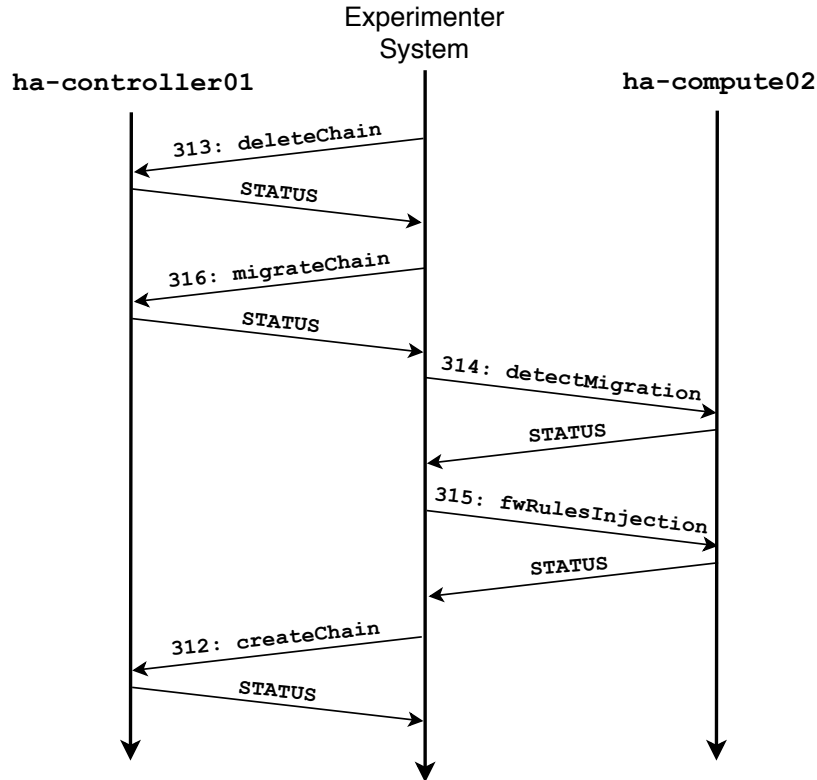 Experimenter
System
ha-controller01
ha-compute02
313: deleteChain
STATUS
316: migrateChain
STATUS
314: detectMigration
STATUS
315: fwRulesInjection
STATUS
312: createChain
STATUS